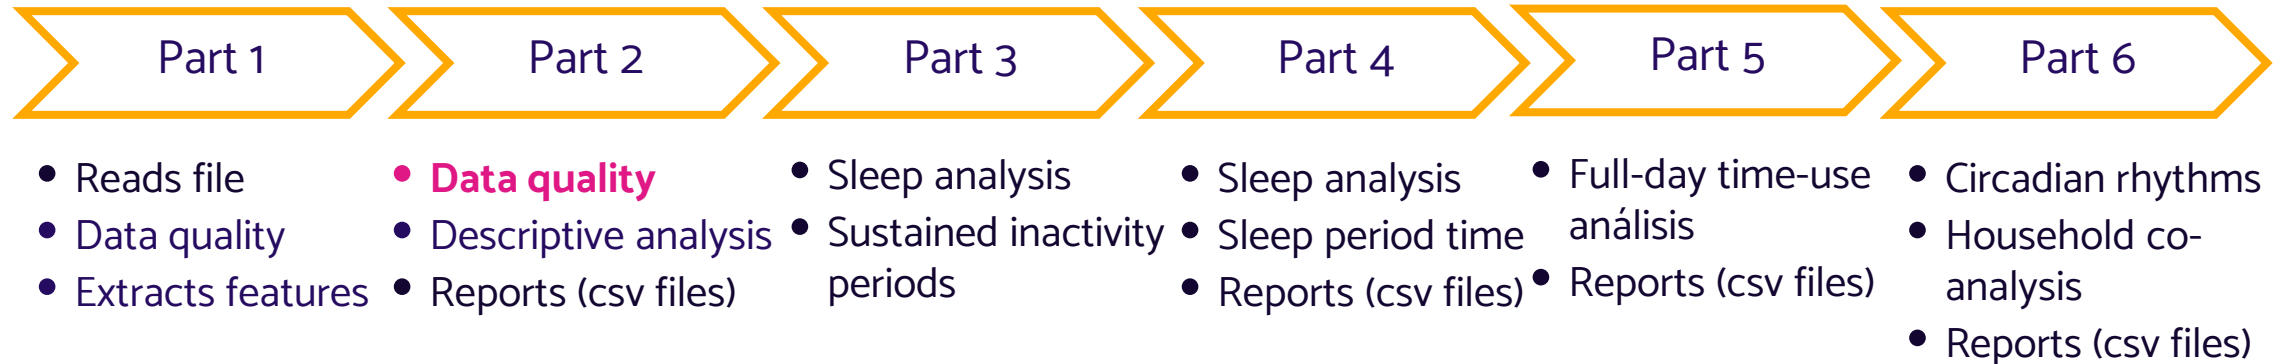 Part 1
Part 2
Part 3
Part 4
Part 5
Part 6
• Reads file
• Data quality
• Extracts features
• Data quality
• Descriptive analysis
• Reports (csv files)
• Sleep analysis
• Sustained inactivity
periods
• Sleep analysis
• Sleep period time
• Reports (csv files)
• Full-day time-use
análisis
• Reports (csv files)
• Circadian rhythms
• Household co-
analysis
• Reports (csv files)